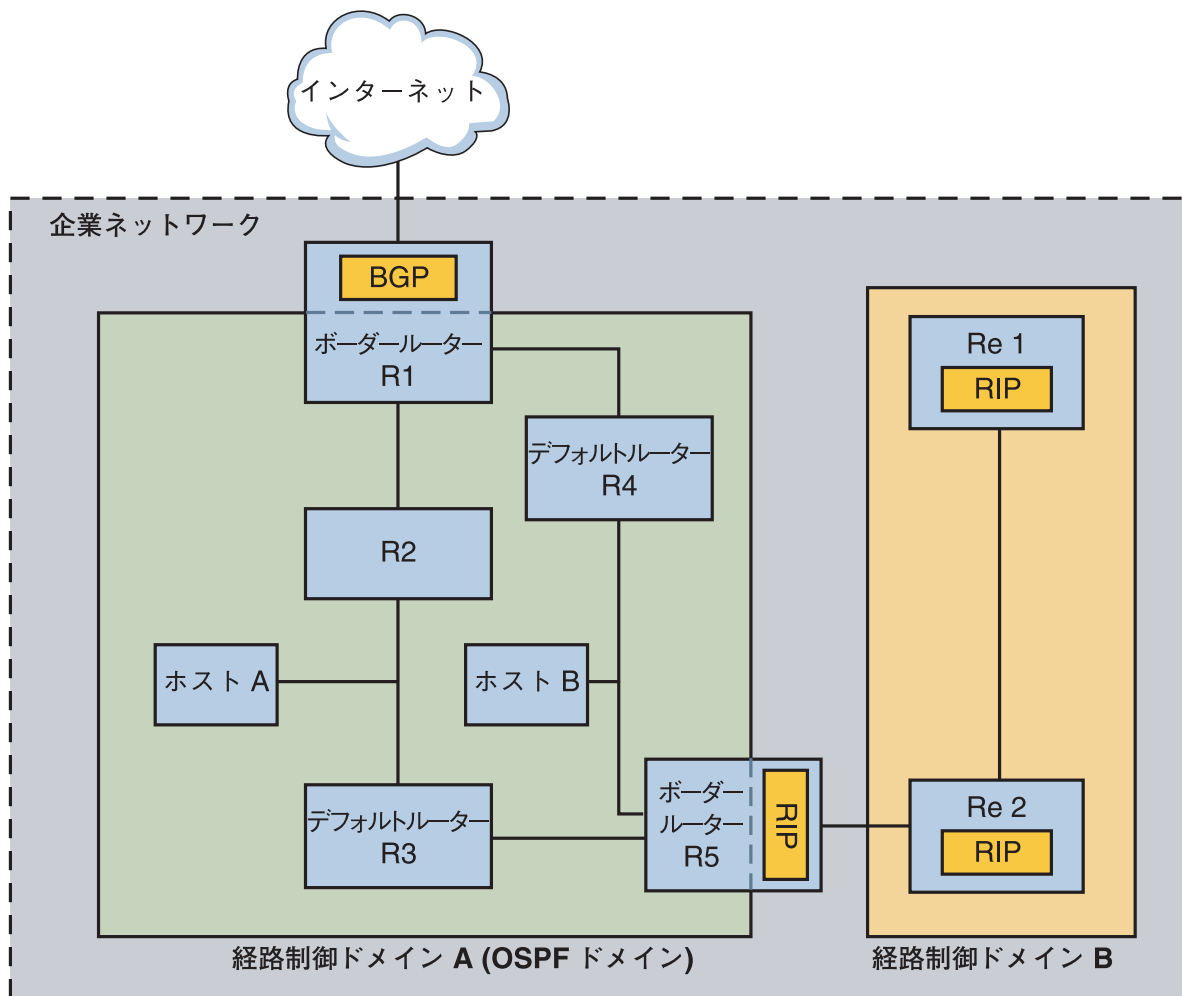 インターネット
企業ネットワーク
BGP
ボーダールーター
R1
デフォルトルーター
R4
R2
ホスト A
ホスト B
デフォルトルーター
R3
ボーダー
ルーター
R5
RIP
経路制御ドメイン A (OSPF ドメイン)
Re 1
RIP
Re 2
RIP
経路制御ドメイン B